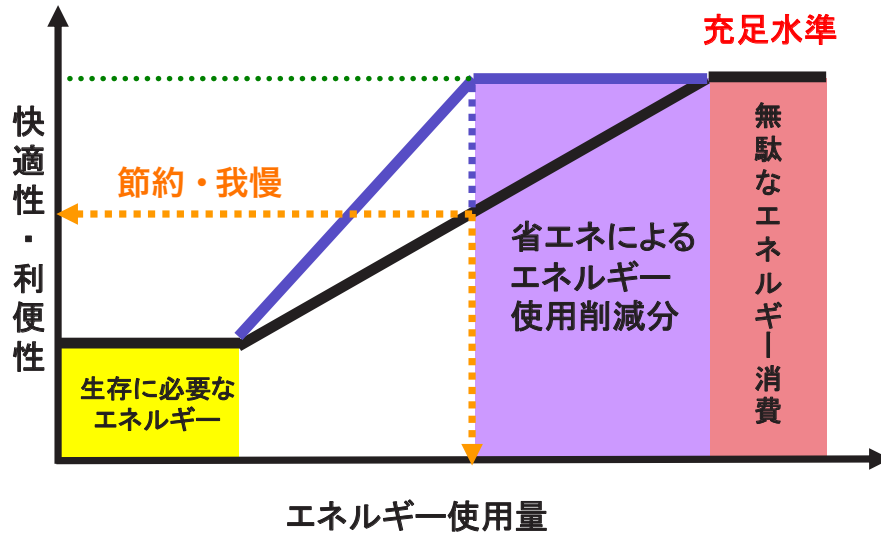 充足水準
快適性・利便性
節約・我慢
無駄なエネルギー消費
省エネによる
エネルギー
使用削減分
生存に必要な
エネルギー
エネルギー使用量